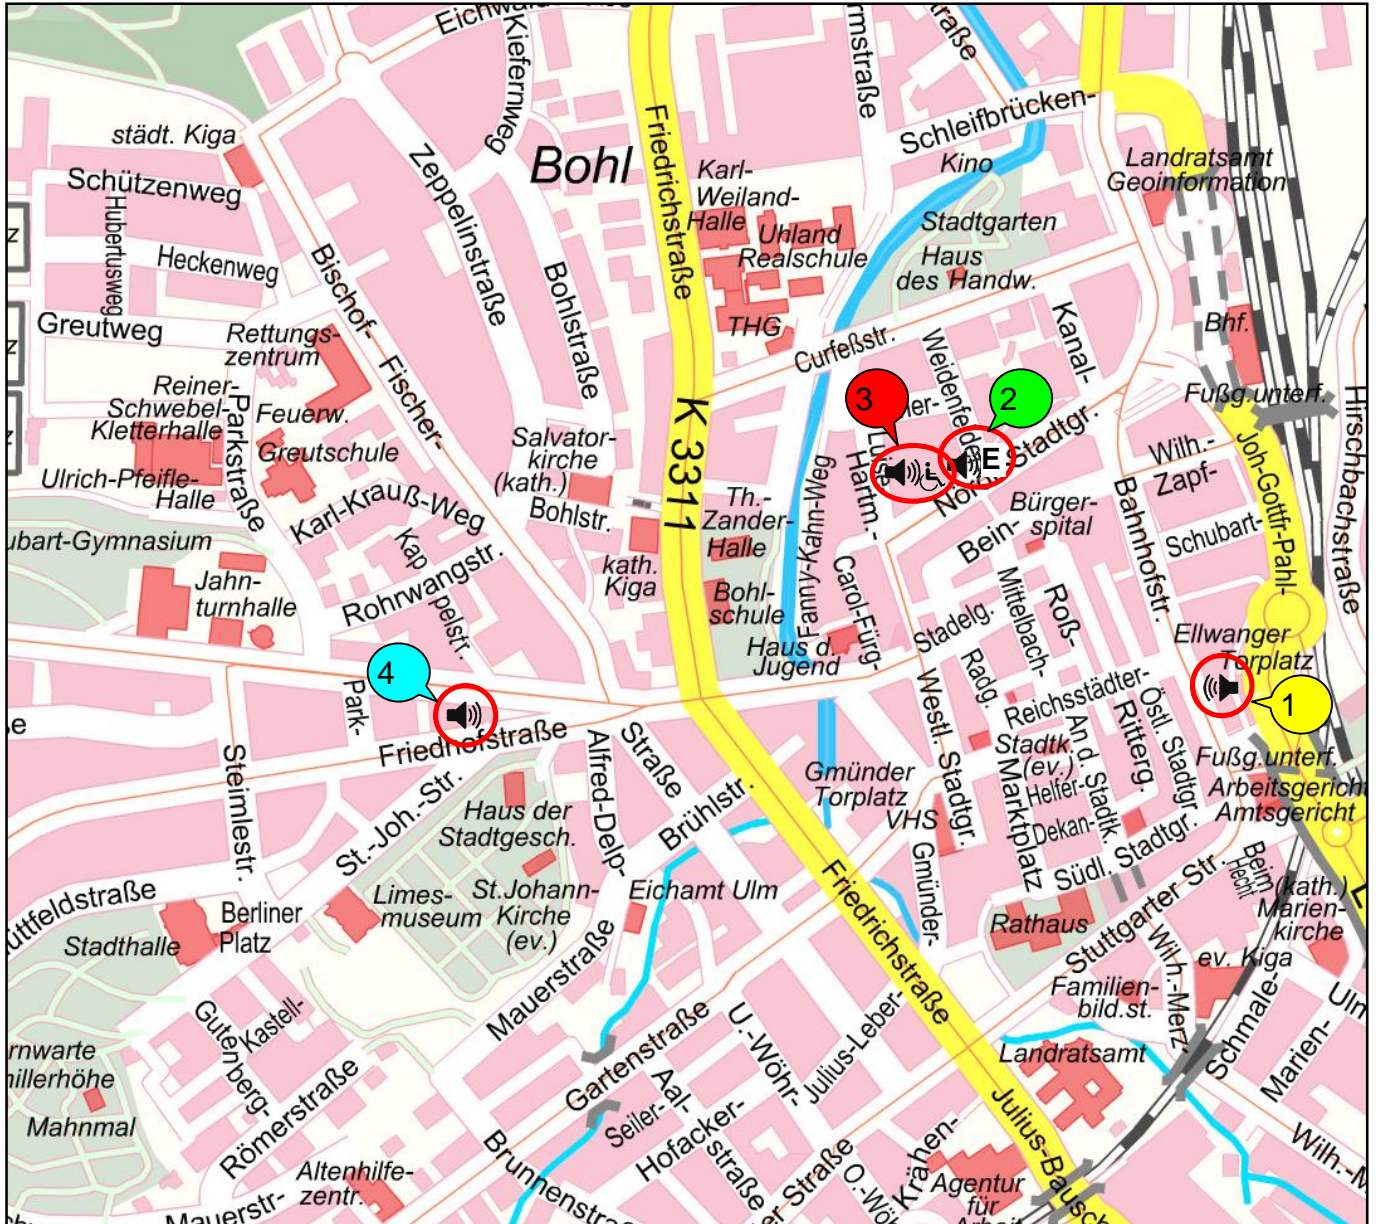 Kiefernweg
städt. Kiga
Schützenweg
Hubertusweg
Heckenweg
Greutweg
Zeppelinstraße
Bischof-
Fischer-
Bohl
Bohlstraße
Friedrichstraße
K 3311
Karl-
Weiland-
Halle
Uhland
Realschule
THG
Schleifbrücken-
Kino
Stadtgarten
Haus
des Handw.
Landratsamt
Geoinformation
Curfeßstr.
Kanal-
Bhf.
Fußg.unterf.
Hirschbachstraße
Rettungs-
zentrum
Reiner-
Schwebel-
Kletterhalle
Feuerw.
Greutschule
Parkstraße
Ulrich-Pfeifle-
Halle
Karl-Krauß-Weg
Salvator-
kirche
(kath.)
Bohlstr.
kath.
Kiga
Kap
pelstr.
Rohrwangstr.
Jahn-
turnhalle
Th.-
Zander-
Halle
Bohl-
schule
Haus d.
Jugend
Fanny-Kahn-Weg
Hartm.-
Carol-Fürg-
3
2
E
Stadtgr.
Wilh.-
Zapf-
Schubart-
Joh-Gottfr-Pahl-
Bahnhofstr.
Bürger-
spital
Bein-
Mittelbach-
Roß-
Stadelg.
Radg.
Ellwanger
Torplatz
1
4
Park-
Friedhofstraße
Steimlestr.
St.-Joh.-Str.
Alfred-Delp-
Straße
Brühlstr.
Gmünder
Torplatz
VHS
Westl. Stadtgr.
Gmünder-
Reichsstädter-
Stadtk.
(ev.)
Helfer-
Dekan-
Marktplatz
An d. Stadtk.
Ritterg.
Östl. Stadtgr.
Südl. Stadtgr.
Fußg.unterf.
Arbeitsgericht
Amtsgericht
Haus der
Stadtgesch.
St.Johann-
Kirche
(ev.)
Limes-
museum
Eichamt Ulm
Berliner
Platz
Stadthalle
Mauerstraße
Friedrichstraße
Rathaus
Stuttgarter Str.
Beim
Hecht
(kath.)
Marien-
kirche
ev. Kiga
Familien-
bild.st.
Wilh.-Merz-
Schmale-
Marien-
Landratsamt
Gutenberg-
Kastell-
Römerstraße
Mahnmal
Gartenstraße
U.-Wöhr-
Julius-Leber-
Aal-
straße
Seiler-
Hofacker-
Altenhilfe-
zentr.
Mauerstr-
Krähen-
Agentur
für
Julius-Bausch